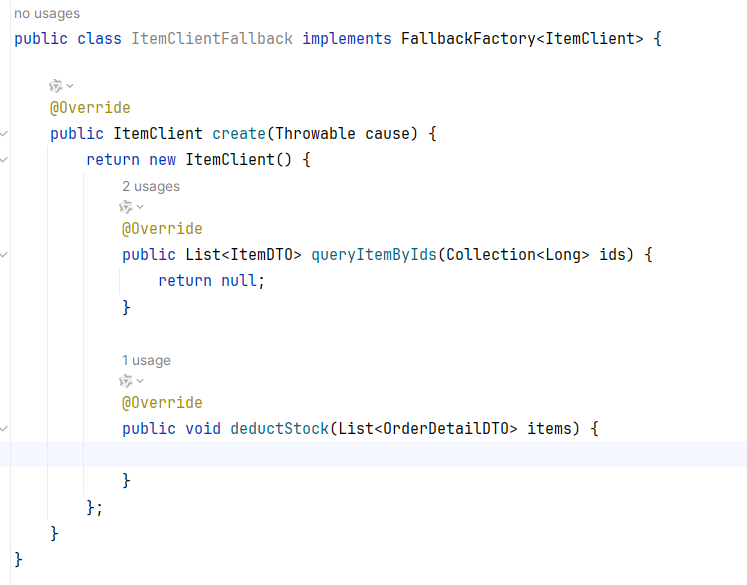 no usages
public class ItemClientFallback implements FallbackFactory<ItemClient> {
@Override
public ItemClient create(Throwable cause) {
return new ItemClient() {
2 usages
@Override
public List<ItemDTO> queryItemByIds(Collection<Long> ids) {
return null;
}
1 usage
@Override
public void deductStock(List<OrderDetailDTO> items) {
}
};
}
}